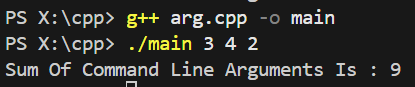 PS X:\cpp> g++ arg.cpp -o main
PS X:\cpp> ./main 3 4 2
Sum Of Command Line Arguments Is : 9